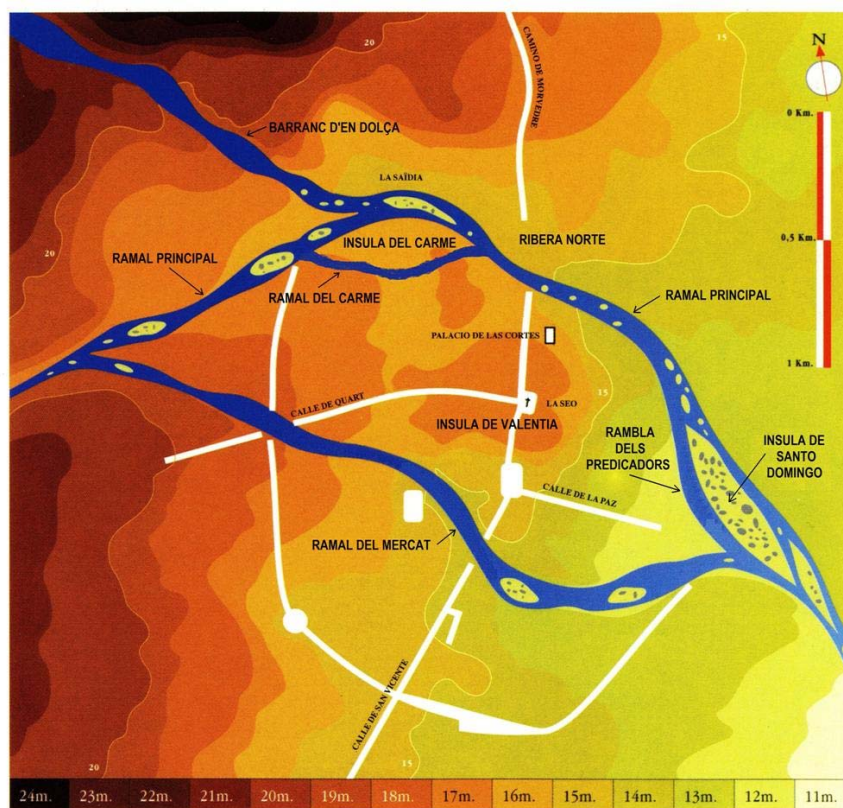 20
15
N
CAMINO DE MORVEDRE
0 Km.
BARRANC D'EN DOLÇA
LA SAÏDIA
INSULA DEL CARME
RIBERA NORTE
0,5 Km.
20
RAMAL PRINCIPAL
RAMAL DEL CARME
RAMAL PRINCIPAL
PALACIO DE LAS CORTES
1 Km.
15
CALLE DE QUART
LA SEO
INSULA DE VALENTIA
RAMBLA
DELS
PREDICADORS
INSULA DE
SANTO
DOMINGO
CALLE DE LA PAZ
RAMAL DEL MERCAT
CALLE DE SAN VICENTE
20
15
24m. 23m. 22m. 21m. 20m. 19m. 18m. 17m. 16m. 15m. 14m. 13m. 12m. 11m.